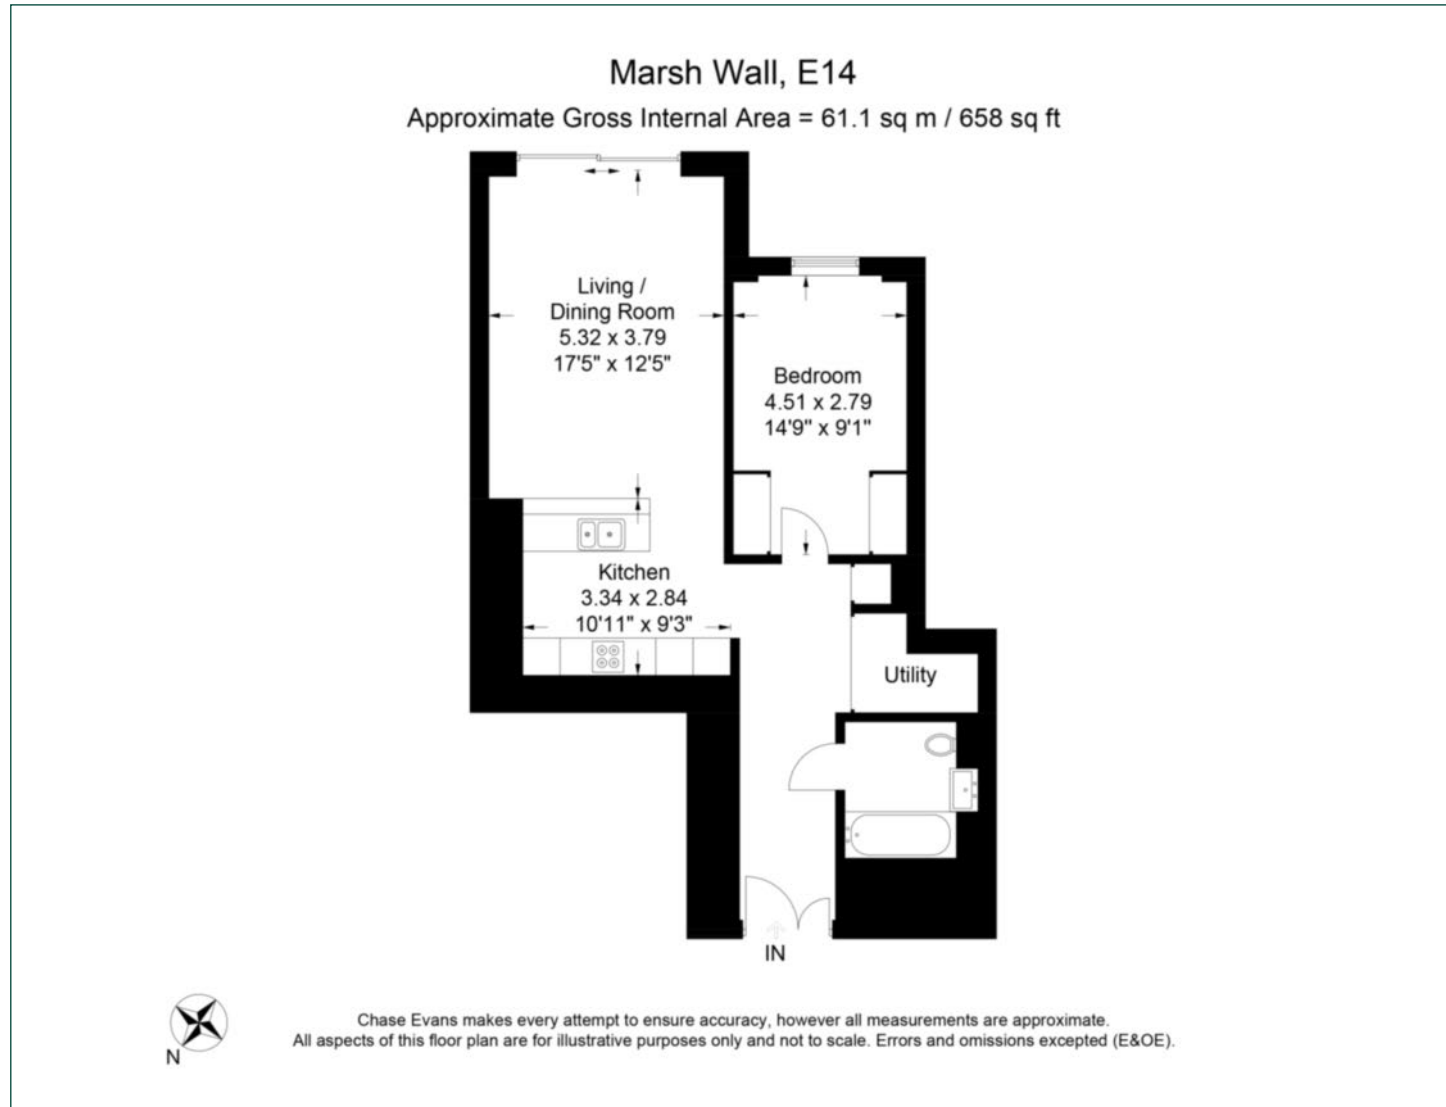 Marsh Wall, E14
Approximate Gross Internal Area = 61.1 sq m / 658 sq ft
Living /
Dining Room
5.32 x 3.79
17'5" x 12'5"
Bedroom
4.51 x 2.79
14'9" x 9'1"
Kitchen
3.34 x 2.84
10'11" x 9'3"
Utility
IN
N
Chase Evans makes every attempt to ensure accuracy, however all measurements are approximate.
All aspects of this floor plan are for illustrative purposes only and not to scale. Errors and omissions excepted (E&OE).